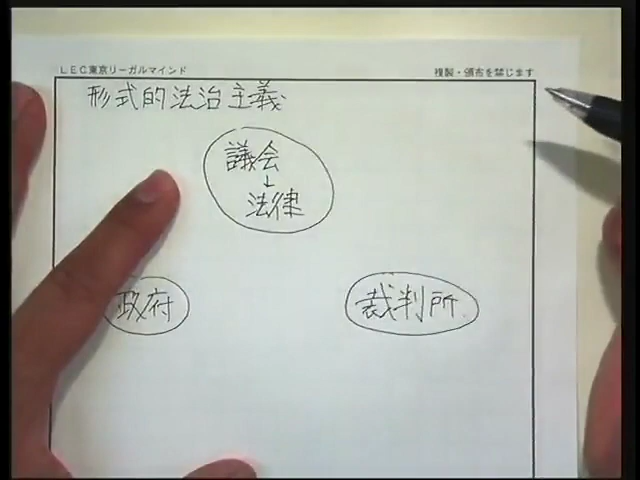 LEC東京リーガルマインド
複製・頒布を禁じます
形式的法治主義
議会
↓
法律
政府
裁判所